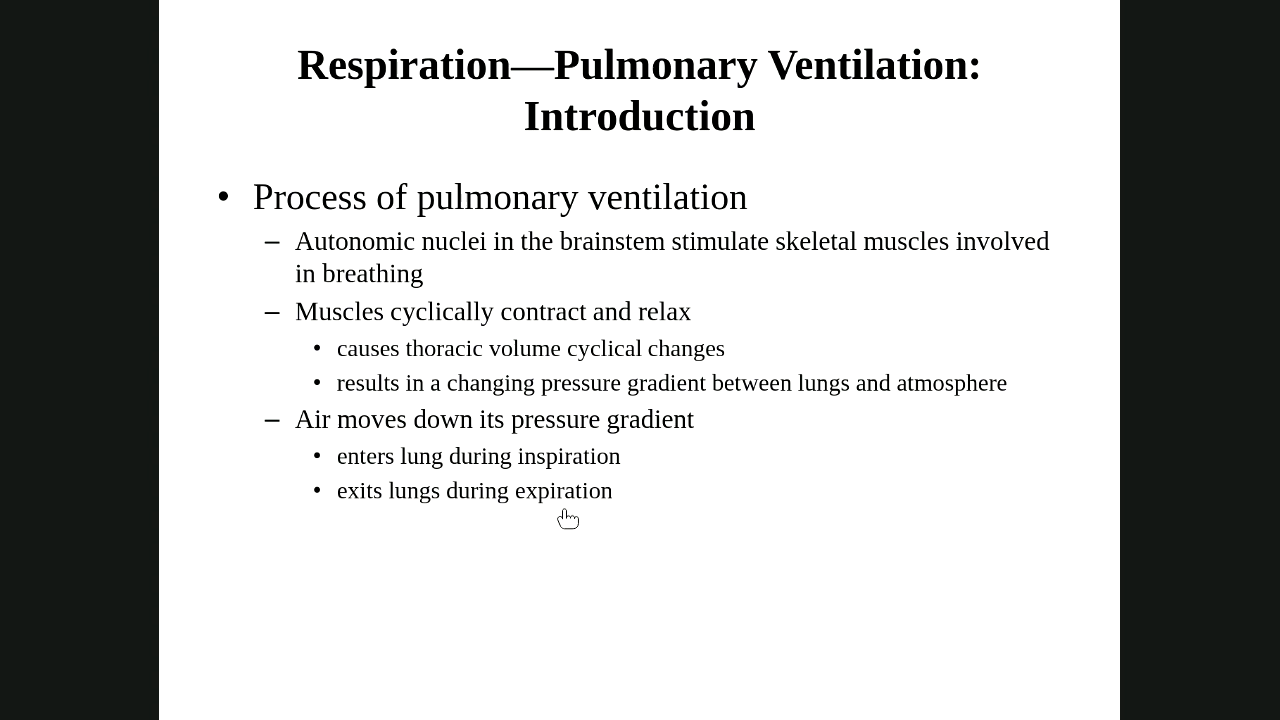 Respiration—Pulmonary Ventilation:
Introduction
• Process of pulmonary ventilation
– Autonomic nuclei in the brainstem stimulate skeletal muscles involved
in breathing
– Muscles cyclically contract and relax
• causes thoracic volume cyclical changes
• results in a changing pressure gradient between lungs and atmosphere
– Air moves down its pressure gradient
• enters lung during inspiration
• exits lungs during expiration